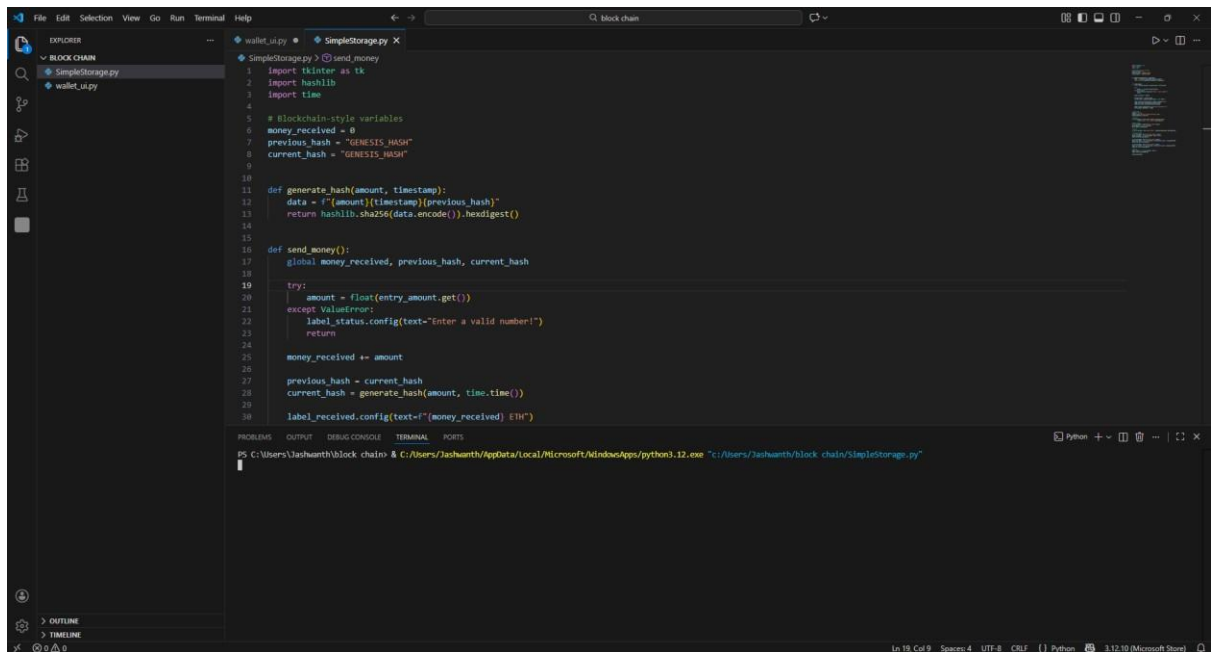 File Edit Selection View Go Run Terminal Help
block chain
EXPLORER
BLOCK CHAIN
SimpleStorage.py
wallet_ui.py
OUTLINE
TIMELINE
wallet_ui.py SimpleStorage.py
SimpleStorage.py > send_money
1 import tkinter as tk
2 import hashlib
3 import time
4
5 # Blockchain-style variables
6 money_received = 0
7 previous_hash = "GENESIS_HASH"
8 current_hash = "GENESIS_HASH"
9
10
11 def generate_hash(amount, timestamp):
12 data = f"{amount}{timestamp}{previous_hash}"
13 return hashlib.sha256(data.encode()).hexdigest()
14
15
16 def send_money():
17 global money_received, previous_hash, current_hash
18
19 try:
20 amount = float(entry_amount.get())
21 except ValueError:
22 label_status.config(text="Enter a valid number!")
23 return
24
25 money_received += amount
26
27 previous_hash = current_hash
28 current_hash = generate_hash(amount, time.time())
29
30 label_received.config(text=f"{money_received} ETH")
PROBLEMS OUTPUT DEBUG CONSOLE TERMINAL PORTS
Python
PS C:\Users\Jashwanth\block chain> & C:/Users/Jashwanth/AppData/Local/Microsoft/WindowsApps/python3.12.exe "c:/Users/Jashwanth/block chain/SimpleStorage.py"
0 0 Ln 19, Col 9 Spaces: 4 UTF-8 CRLF {} Python 3.12.10 (Microsoft Store)